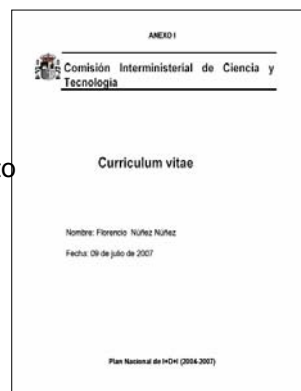 ANEXO I
Comisión Interministerial de Ciencia y
Tecnología
to
Curriculum vitae
Nombre: Florencio Núñez Núñez
Fecha: 09 de julio de 2007
Plan Nacional de I+D+I (2004-2007)